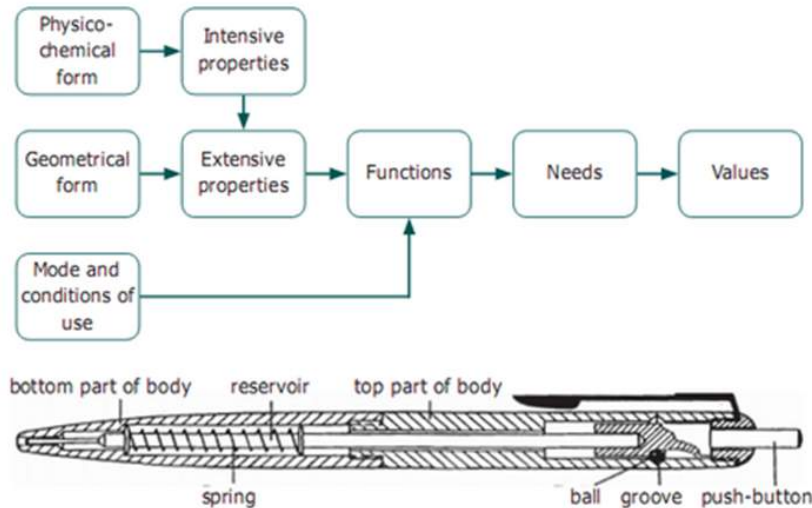 Physico-
chemical
form
Intensive
properties
Geometrical
form
Extensive
properties
Functions
Needs
Values
Mode and
conditions of
use
bottom part of body
reservoir
top part of body
spring
ball
groove
push-button